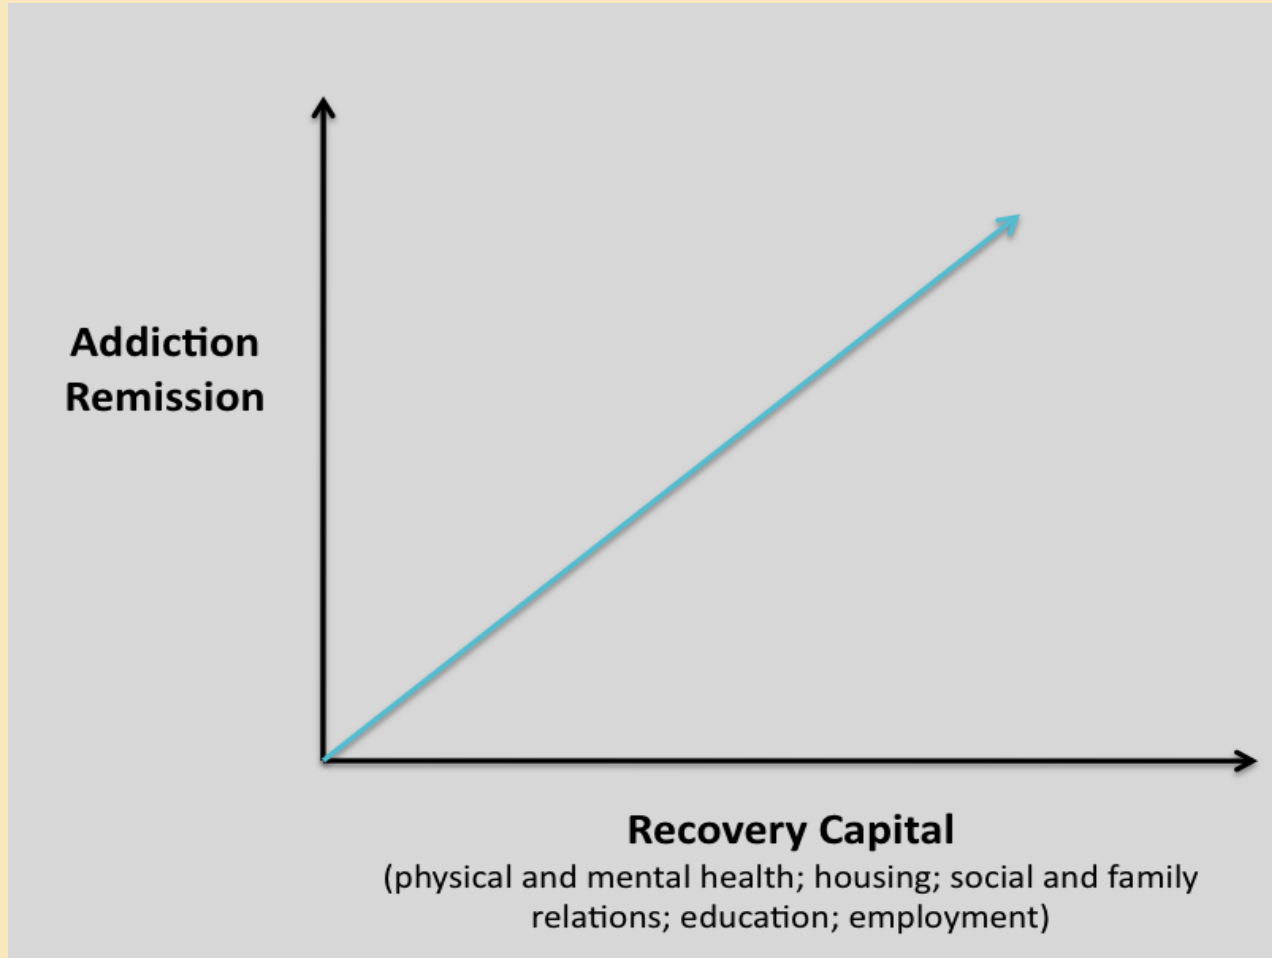 Addiction
Remission
Recovery Capital
(physical and mental health; housing; social and family
relations; education; employment)